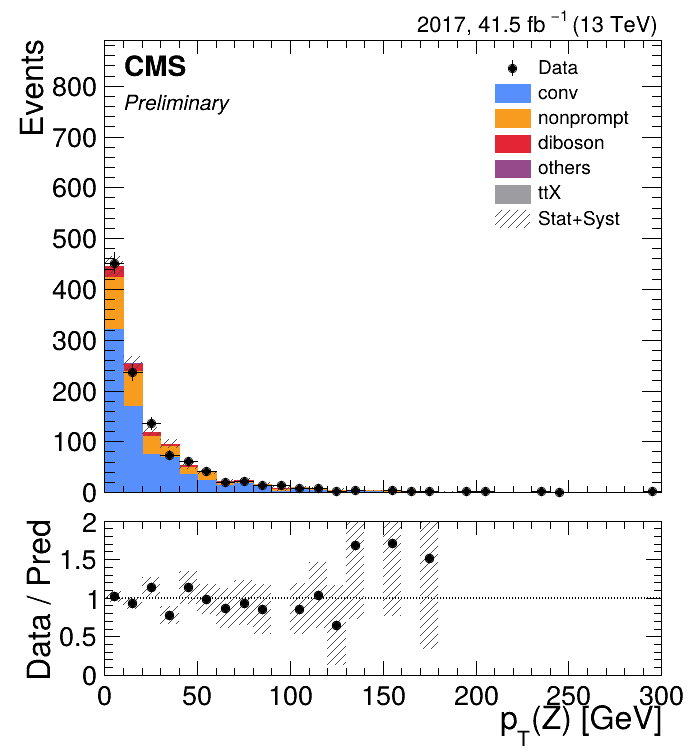 2017, 41.5 fb⁻¹ (13 TeV)
CMS
Preliminary
Data
conv
nonprompt
diboson
others
ttX
Stat+Syst
Events
800
700
600
500
400
300
200
100
0
Data / Pred
2
1.5
1
0.5
0
0 50 100 150 200 250 300
p_T(Z) [GeV]